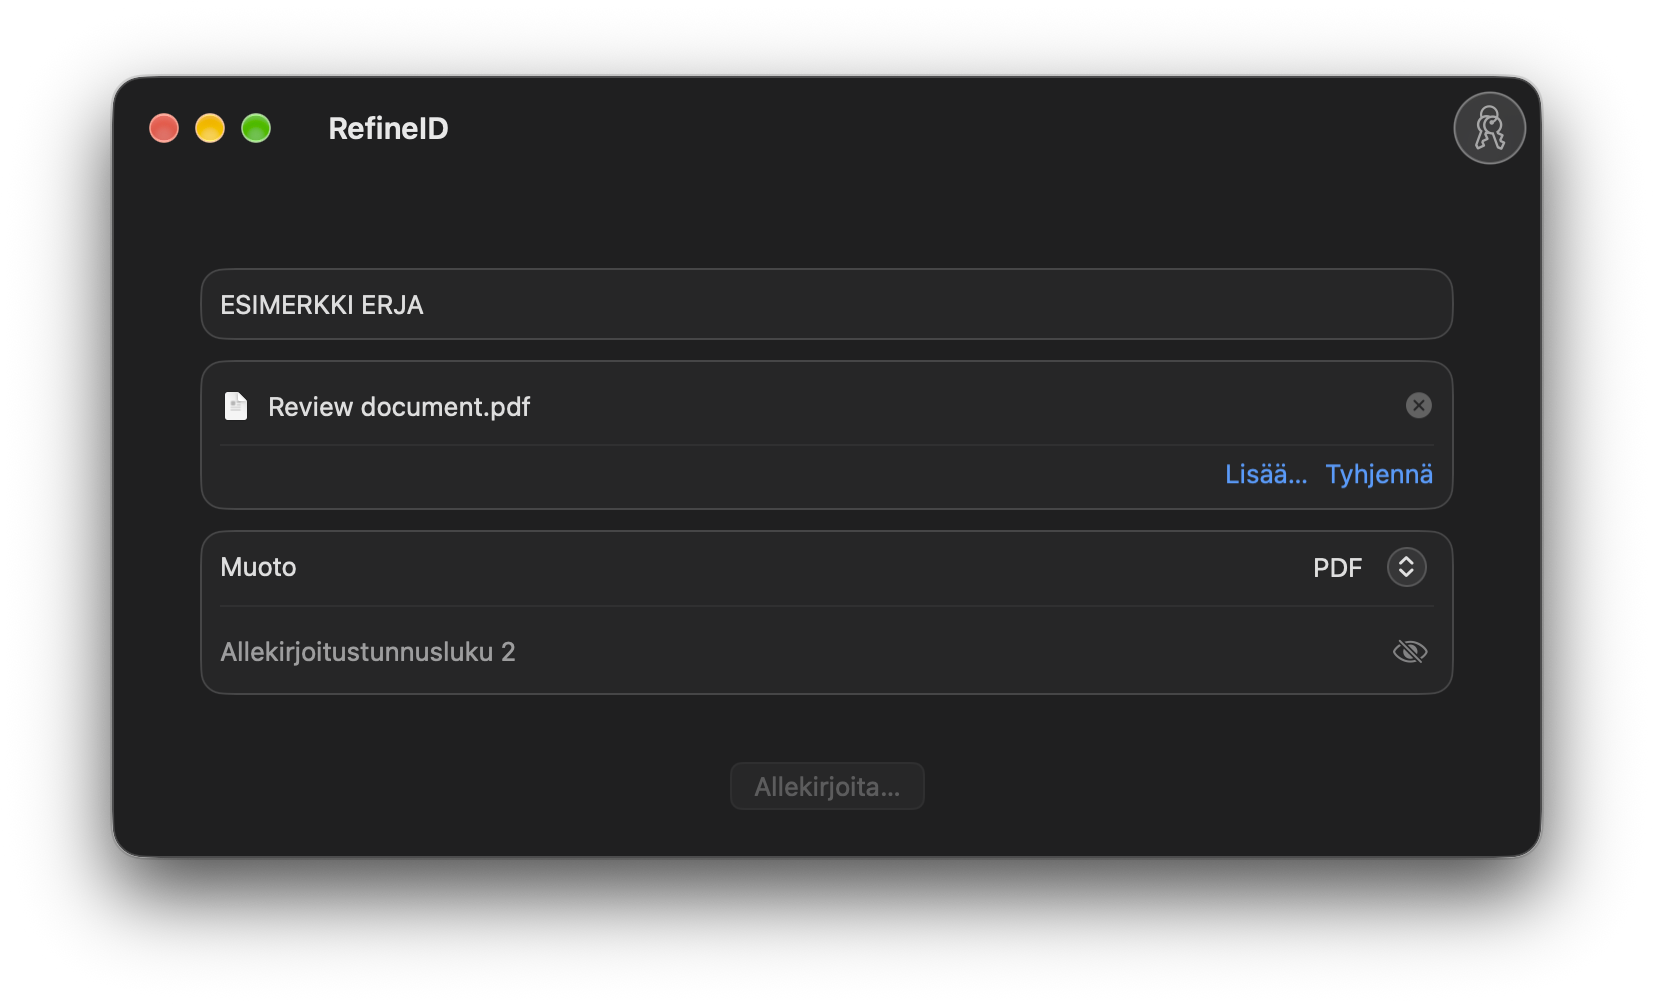 RefineID
ESIMERKKI ERJA
Review document.pdf
Lisää... Tyhjennä
Muoto PDF
Allekirjoitustunnusluku 2
Allekirjoita...